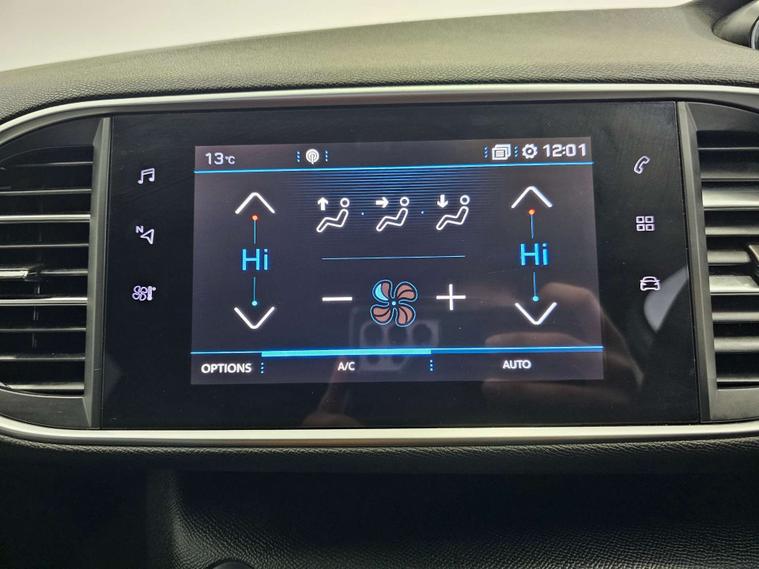 13°C 12:01
N
Hi Hi
OPTIONS A/C AUTO